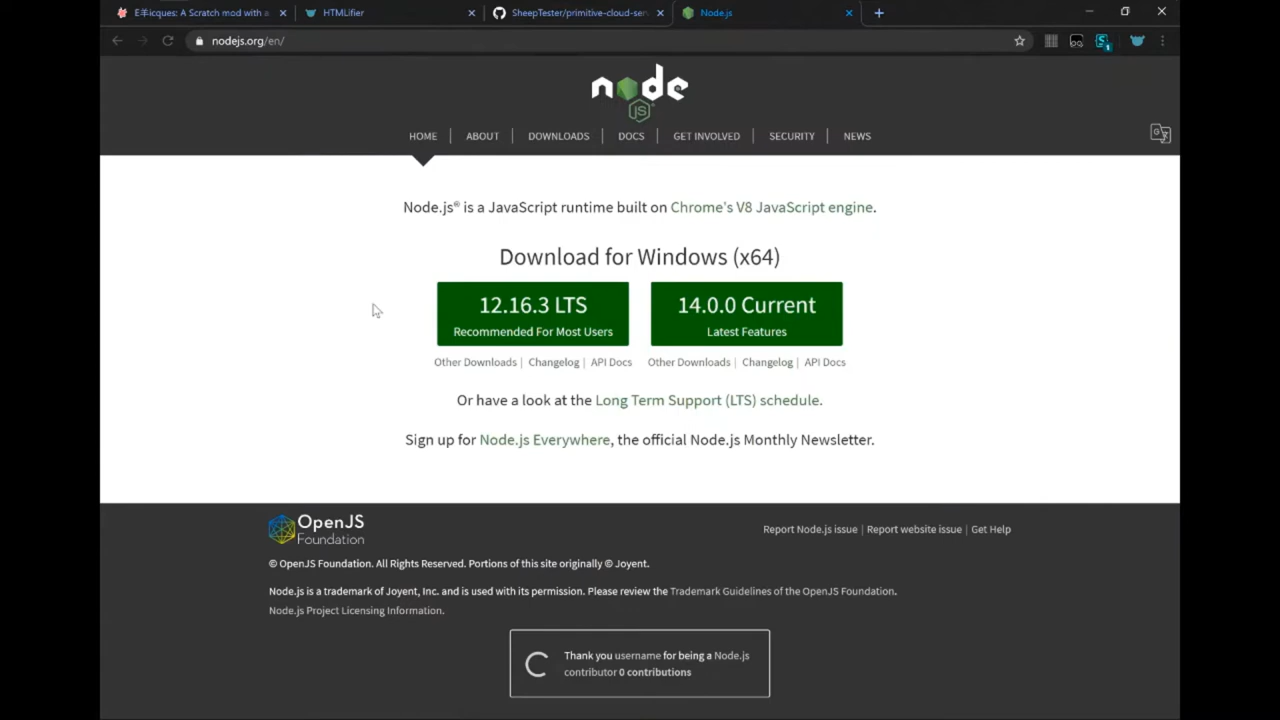 E羊icques: A Scratch mod with a
HTMLifier
SheepTester/primitive-cloud-ser
Node.js
nodejs.org/en/
node
JS
HOME
ABOUT
DOWNLOADS
DOCS
GET INVOLVED
SECURITY
NEWS
Node.js® is a JavaScript runtime built on Chrome's V8 JavaScript engine.
Download for Windows (x64)
12.16.3 LTS
Recommended For Most Users
14.0.0 Current
Latest Features
Other Downloads | Changelog | API Docs
Other Downloads | Changelog | API Docs
Or have a look at the Long Term Support (LTS) schedule.
Sign up for Node.js Everywhere, the official Node.js Monthly Newsletter.
OpenJS
Foundation
Report Node.js issue | Report website issue | Get Help
© OpenJS Foundation. All Rights Reserved. Portions of this site originally © Joyent.
Node.js is a trademark of Joyent, Inc. and is used with its permission. Please review the Trademark Guidelines of the OpenJS Foundation.
Node.js Project Licensing Information.
Thank you username for being a Node.js
contributor 0 contributions